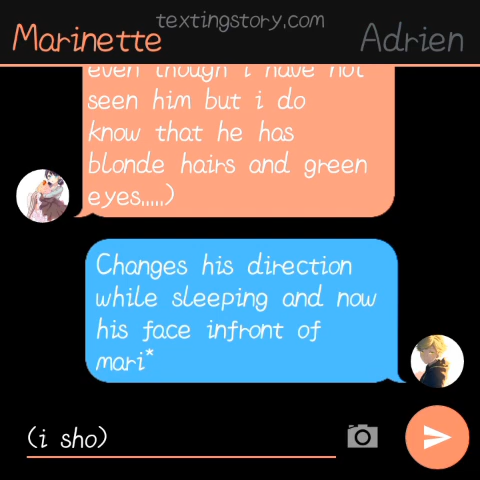 textingstory.com
Marinette
Adrien
even though i have not
seen him but i do
know that he has
blonde hairs and green
eyes,,,,,)
Changes his direction
while sleeping and now
his face infront of
mari*
(i sho)